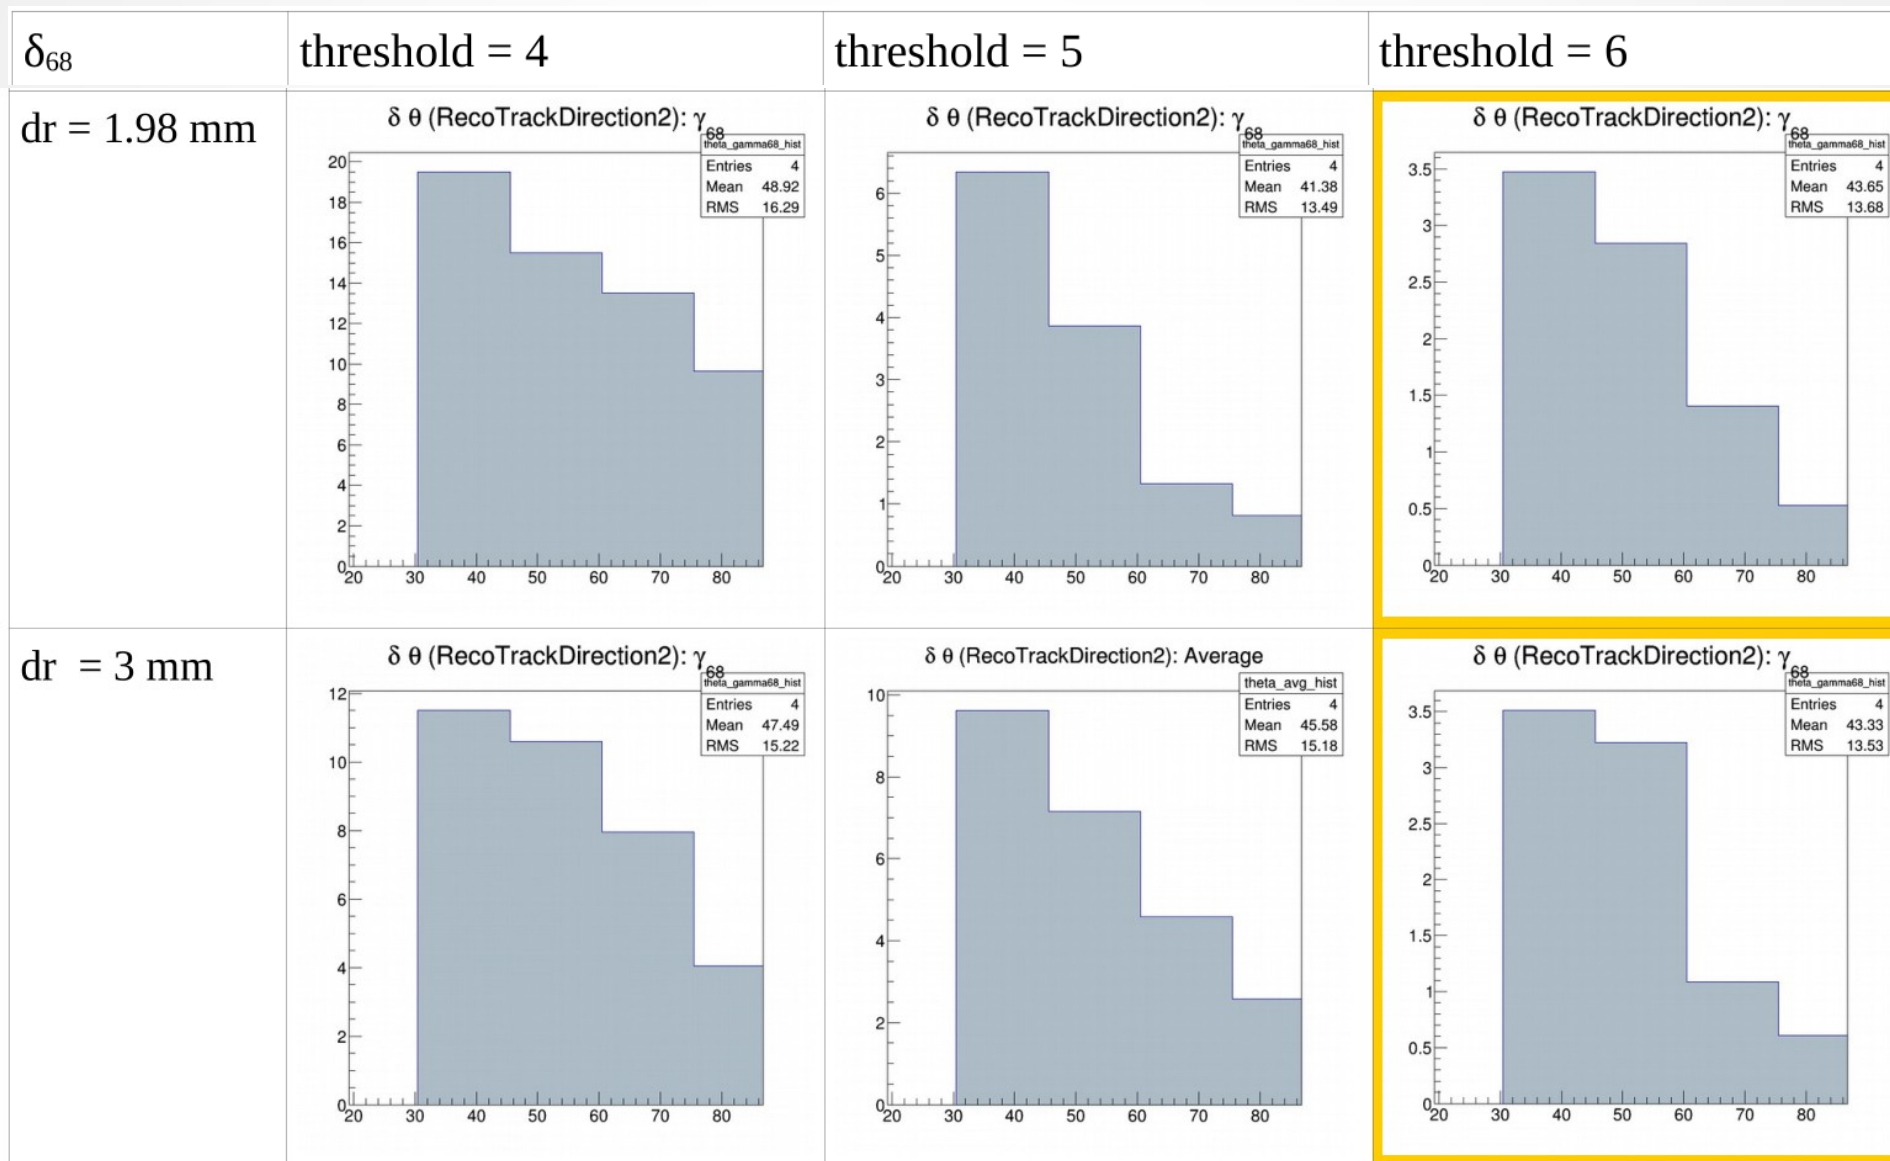 δ68
threshold = 4
threshold = 5
threshold = 6
dr = 1.98 mm
δ θ (RecoTrackDirection2): γ68
theta_gamma68_hist
Entries 4
Mean 48.92
RMS 16.29
20
18
16
14
12
10
8
6
4
2
0
20 30 40 50 60 70 80
δ θ (RecoTrackDirection2): γ68
theta_gamma68_hist
Entries 4
Mean 41.38
RMS 13.49
6
5
4
3
2
1
0
20 30 40 50 60 70 80
δ θ (RecoTrackDirection2): γ68
theta_gamma68_hist
Entries 4
Mean 43.65
RMS 13.68
3.5
3
2.5
2
1.5
1
0.5
0
20 30 40 50 60 70 80
dr = 3 mm
δ θ (RecoTrackDirection2): γ68
theta_gamma68_hist
Entries 4
Mean 47.49
RMS 15.22
12
10
8
6
4
2
0
20 30 40 50 60 70 80
δ θ (RecoTrackDirection2): Average
theta_avg_hist
Entries 4
Mean 45.58
RMS 15.18
10
8
6
4
2
0
20 30 40 50 60 70 80
δ θ (RecoTrackDirection2): γ68
theta_gamma68_hist
Entries 4
Mean 43.33
RMS 13.53
3.5
3
2.5
2
1.5
1
0.5
0
20 30 40 50 60 70 80